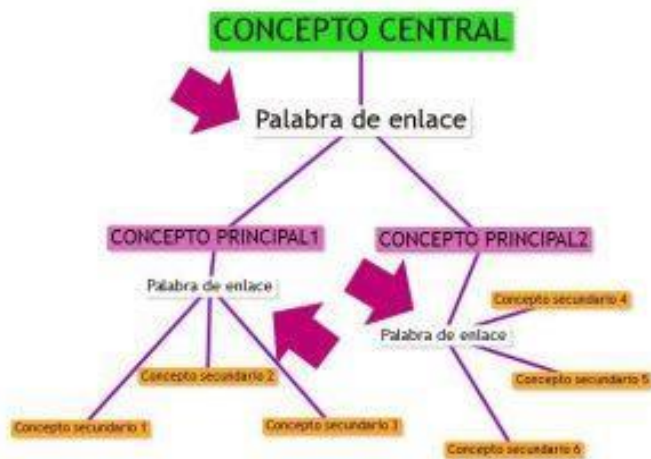 CONCEPTO CENTRAL
Palabra de enlace
CONCEPTO PRINCIPAL1
CONCEPTO PRINCIPAL2
Palabra de enlace
Concepto secundario 4
Palabra de enlace
Concepto secundario 2
Concepto secundario 5
Concepto secundario 1
Concepto secundario 3
Concepto secundario 6